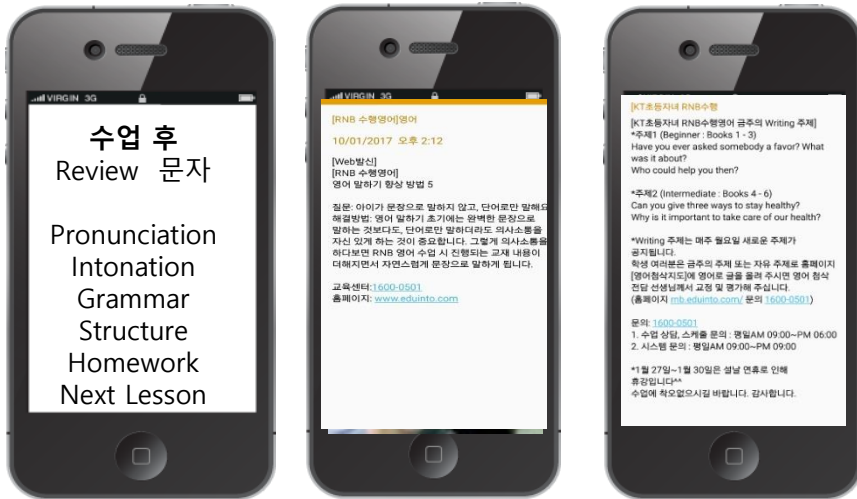 VIRGIN 3G
수업 후
Review 문자
Pronunciation
Intonation
Grammar
Structure
Homework
Next Lesson
VIRGIN 3G
[RNB 수행영어]영어
10/01/2017 오후 2:12
[Web발신]
[RNB 수행영어]
영어 말하기 향상 방법 5
질문: 아이가 문장으로 말하지 않고, 단어로만 말해요
해결방법: 영어 말하기 초기에는 완벽한 문장으로
말하는 것보다도, 단어로만 말하더라도 의사소통을
자신 있게 하는 것이 중요합니다. 그렇게 의사소통을
하다보면 RNB 영어 수업 시 진행되는 교재 내용이
더해지면서 자연스럽게 문장으로 말하게 됩니다.
교육센터:1600-0501
홈페이지: www.eduinto.com
[KT초등자녀 RNB수행
[KT초등자녀 RNB수행영어 금주의 Writing 주제]
*주제1 (Beginner : Books 1 - 3)
Have you ever asked somebody a favor? What
was it about?
Who could help you then?
*주제2 (Intermediate : Books 4 - 6)
Can you give three ways to stay healthy?
Why is it important to take care of our health?
*Writing 주제는 매주 월요일 새로운 주제가
공지됩니다.
학생 여러분은 금주의 주제 또는 자유 주제로 홈페이지
[영어첨삭지도]에 영어로 글을 올려 주시면 영어 첨삭
전담 선생님께서 교정 및 평가해 주십니다.
(홈페이지 rnb.eduinto.com/ 문의 1600-0501)
문의: 1600-0501
1. 수업 상담, 스케줄 문의 : 평일AM 09:00~PM 06:00
2. 시스템 문의 : 평일AM 09:00~PM 09:00
*1월 27일~1월 30일은 설날 연휴로 인해
휴강입니다^^
수업에 착오없으시길 바랍니다. 감사합니다.